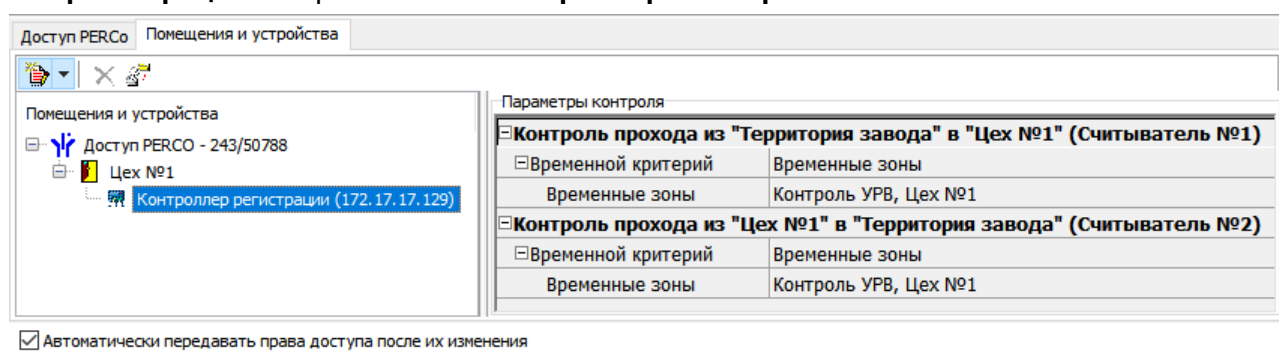 Доступ PERCo Помещения и устройства
Помещения и устройства
Доступ PERCO - 243/50788
Цех №1
Контроллер регистрации (172.17.17.129)
Параметры контроля
Контроль прохода из "Территория завода" в "Цех №1" (Считыватель №1)
Временной критерий Временные зоны
Временные зоны Контроль УРВ, Цех №1
Контроль прохода из "Цех №1" в "Территория завода" (Считыватель №2)
Временной критерий Временные зоны
Временные зоны Контроль УРВ, Цех №1
Автоматически передавать права доступа после их изменения